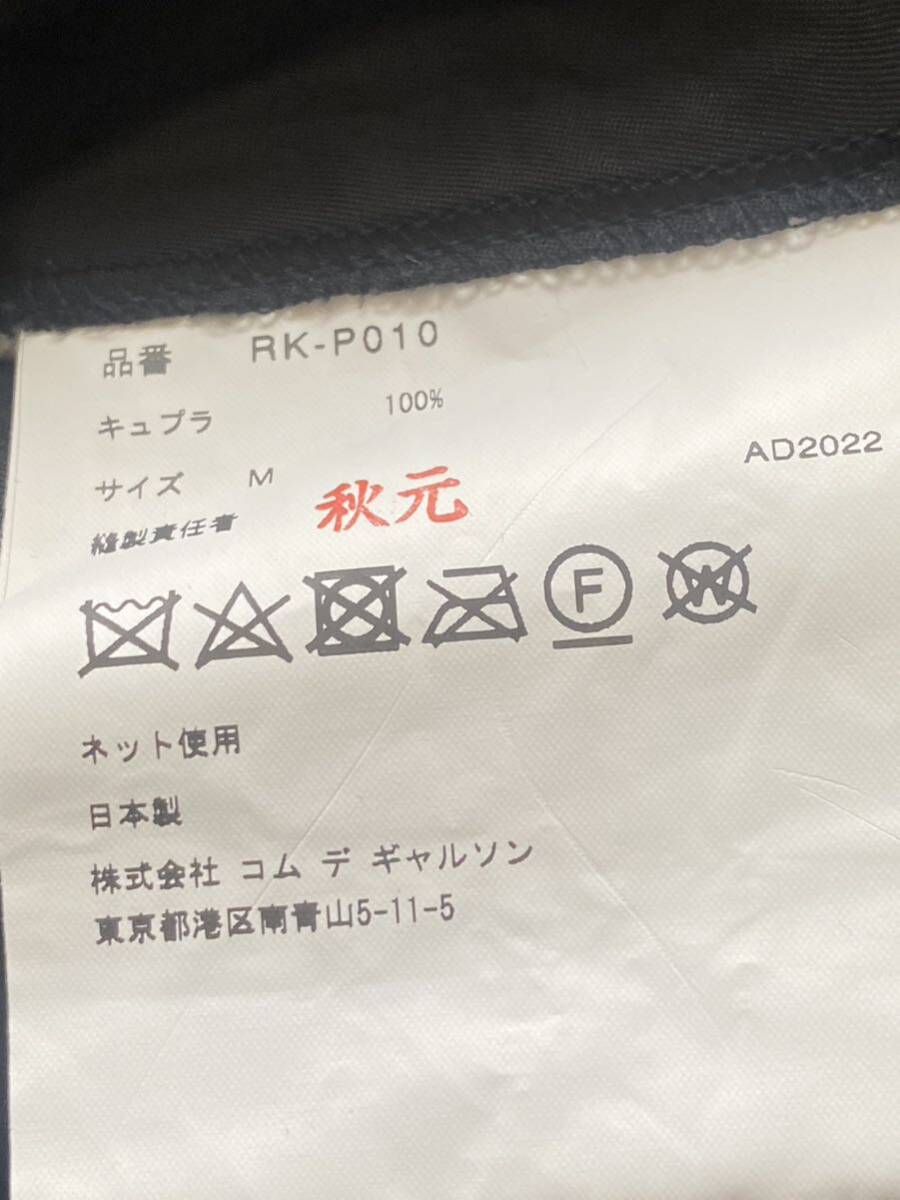 品番 RK-P010
キュプラ 100%
サイズ M
AD2022
縫製責任者 秋元
F W
ネット使用
日本製
株式会社 コム デ ギャルソン
東京都港区南青山5-11-5